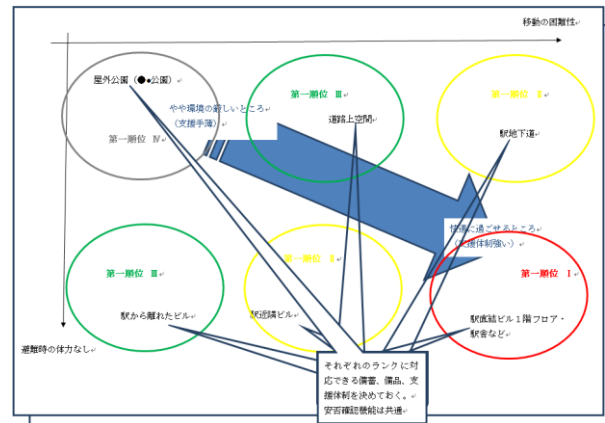 移動の困難性
屋外公園（●●公園）
第一順位 Ⅲ
第一順位 Ⅱ
やや環境の厳しいところ
（支援手薄）
道路上空間
第一順位 Ⅳ
駅地下道
快適に過ごせるところ
（支援体制強い）
第一順位 Ⅲ
第一順位 Ⅱ
第一順位 Ⅰ
駅から離れたビル
駅近隣ビル
駅直結ビル１階フロア・
駅舎など
避難時の体力なし
それぞれのランクに対
応できる備蓄、備品、支
援体制を決めておく。
安否確認機能は共通